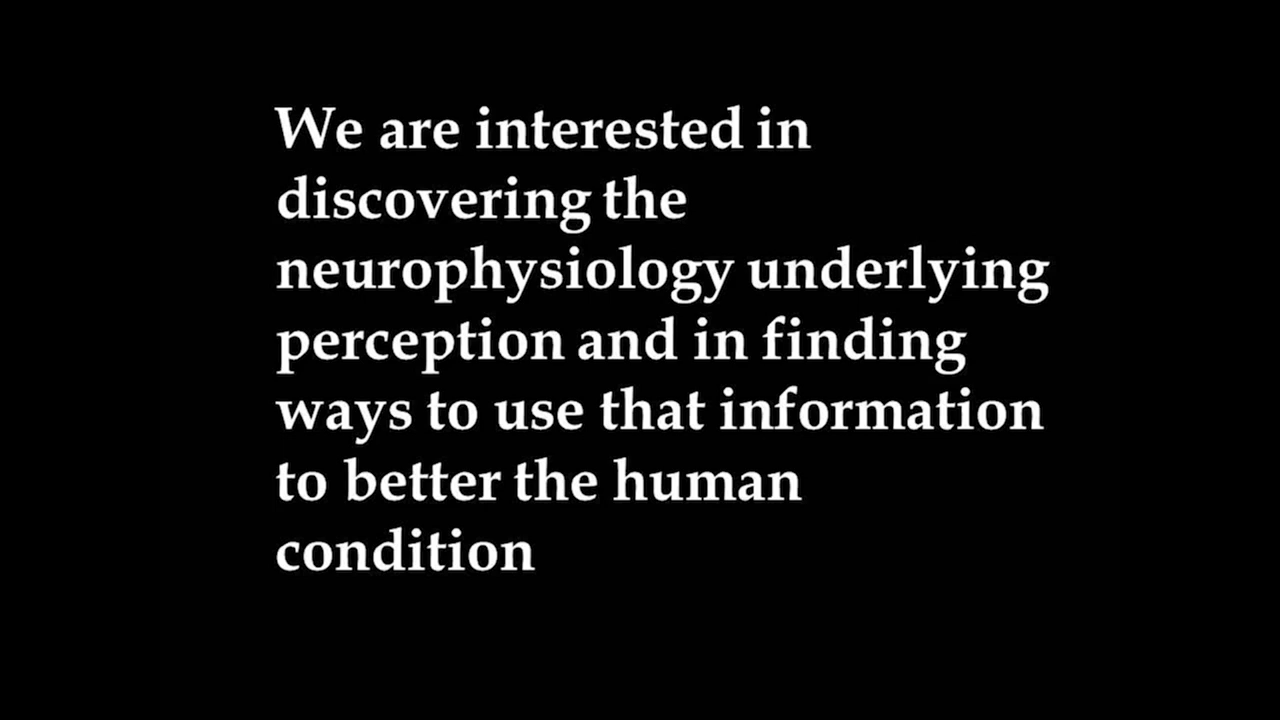 We are interested in
discovering the
neurophysiology underlying
perception and in finding
ways to use that information
to better the human
condition